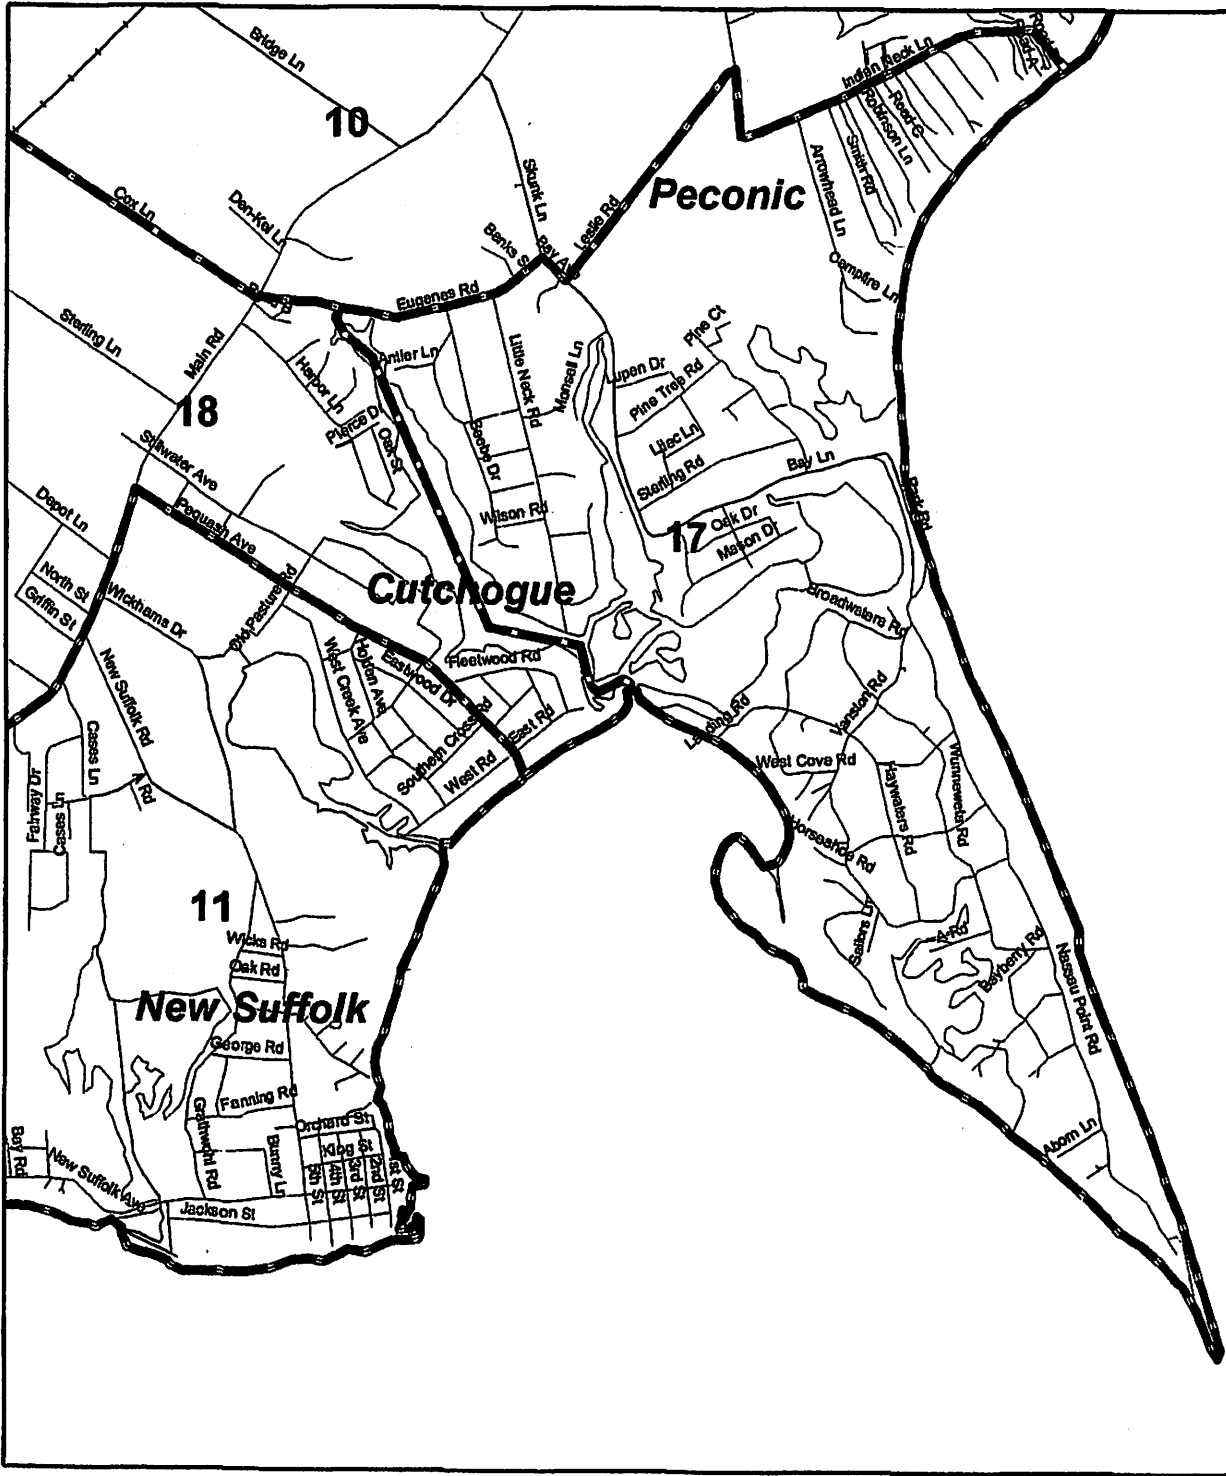 Bridge Ln
10
Indian Neck Ln
Road-C
Robinson Ln
Smith Rd
Arrowhead Ln
Peconic
Skunk Ln
Cox Ln
Den-Kel Ln
Leslie Rd
Bay Av
Campfire Ln
Eugenes Rd
Sterling Ln
Main Rd
Pine Ct
Antler Ln
Little Neck Rd
Monsell Ln
Lupen Dr
Harbor Ln
Pine Tree Rd
18
Pierce D
Oak St
Lilac Ln
Beebe Dr
Stillwater Ave
Bay Ln
Sterling Rd
Depot Ln
Pequash Ave
Wilson Rd
17
Oak Dr
Mason Dr
Park Rd
Cutchogue
North St
Griffin St
Wickhams Dr
Old Pasture Rd
Broadwaters Rd
New Suffolk Rd
West Creek Ave
Holden Ave
Eastwood Dr
Fleetwood Rd
Vanston Rd
Cases Ln
Southern Cross Rd
East Rd
Landing Rd
West Rd
West Cove Rd
Wunneweta Rd
Haywaters Rd
Fairway Dr
A Rd
Cases Ln
Horseshoe Rd
11
Wicks Rd
Sailors Ln
A-Rd
Oak Rd
Bayberry Rd
Nassau Point Rd
New Suffolk
George Rd
Fanning Rd
Grathwohl Rd
Orchard St
King St
Bunny Ln
5th St
4th St
3rd St
2nd St
1st St
Bay Rd
New Suffolk Ave
Jackson St
Aborn Ln